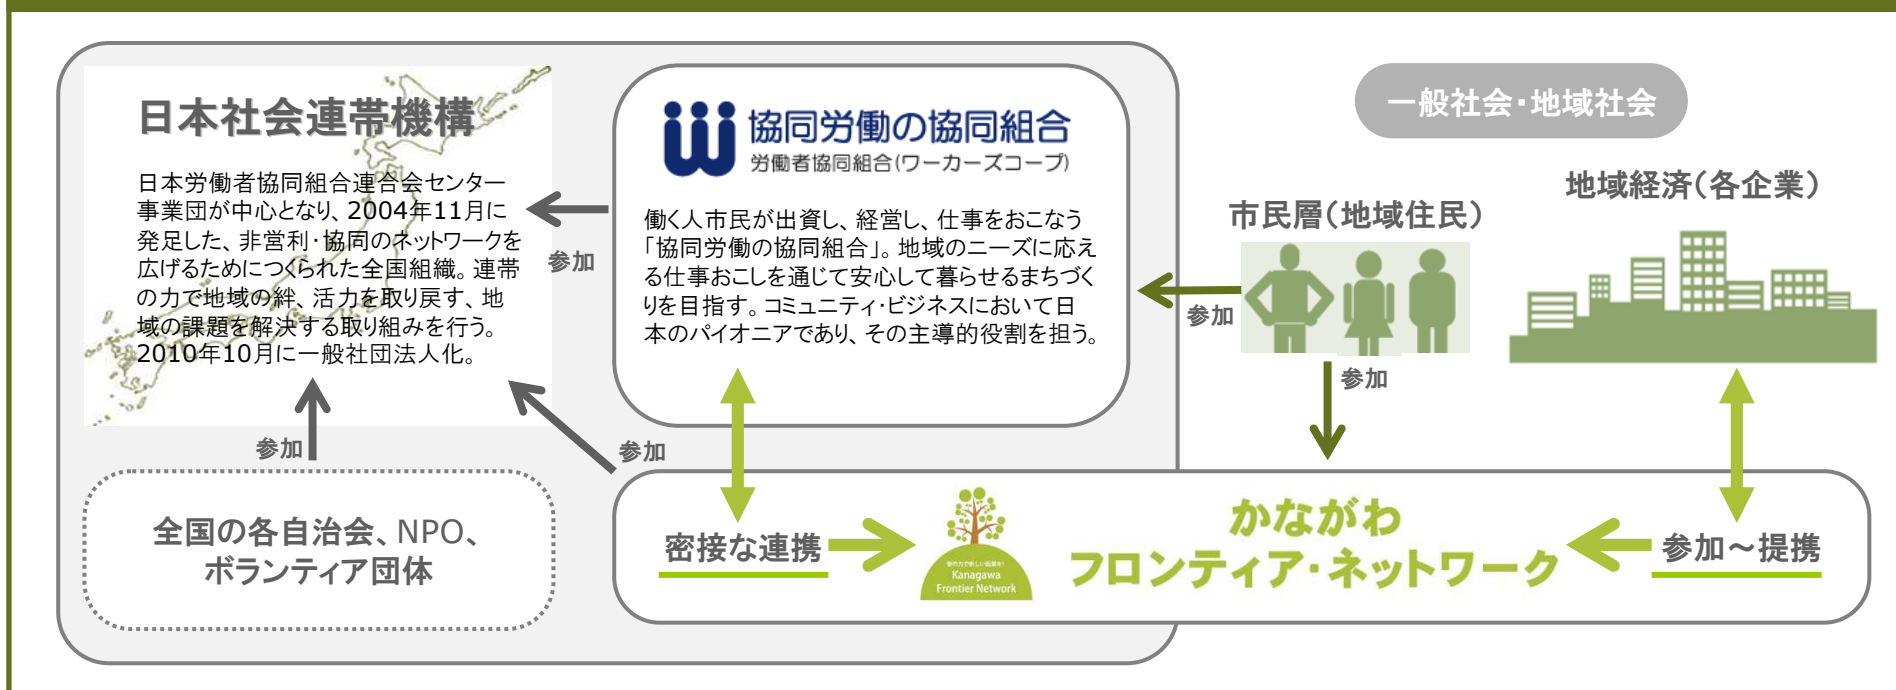 日本社会連帯機構
日本労働者協同組合連合会センター
事業団が中心となり、2004年11月に
発足した、非営利・協同のネットワークを
広げるためにつくられた全国組織。連帯
の力で地域の絆、活力を取り戻す、地
域の課題を解決する取り組みを行う。
2010年10月に一般社団法人化。
参加
協同労働の協同組合
労働者協同組合(ワーカーズコープ)
働く人市民が出資し、経営し、仕事をおこなう
「協同労働の協同組合」。地域のニーズに応え
る仕事おこしを通じて安心して暮らせるまちづく
りを目指す。コミュニティ・ビジネスにおいて日
本のパイオニアであり、その主導的役割を担う。
一般社会・地域社会
市民層(地域住民)
地域経済(各企業)
参加
参加
参加
参加
全国の各自治会、NPO、
ボランティア団体
密接な連携
Kanagawa
Frontier Network
かながわ
フロンティア・ネットワーク
参加～提携